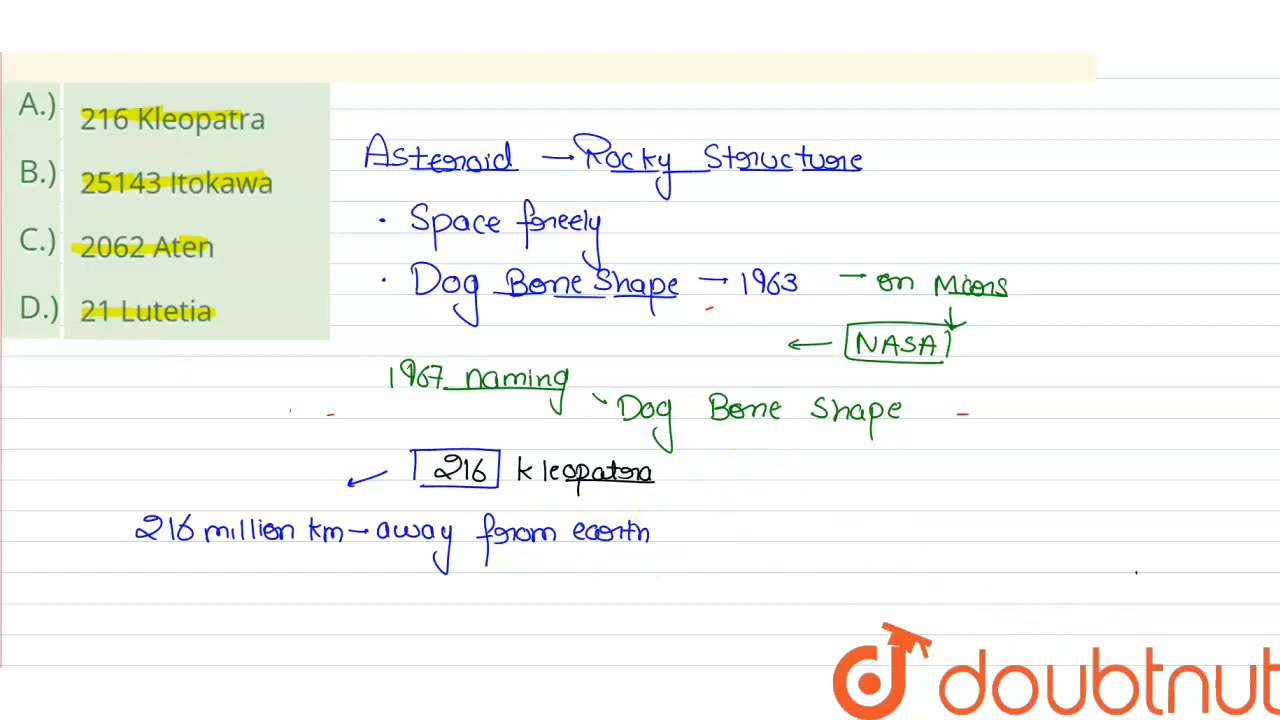 A.) 216 Kleopatra
B.) 25143 Itokawa
C.) 2062 Aten
D.) 21 Lutetia
Asteroid → Rocky Structure
· Space freely
· Dog Bone Shape → 1963 → on Moons
NASA
1967 naming
Dog Bone Shape
216 kleopatra
216 million km → away from earth
doubtnut